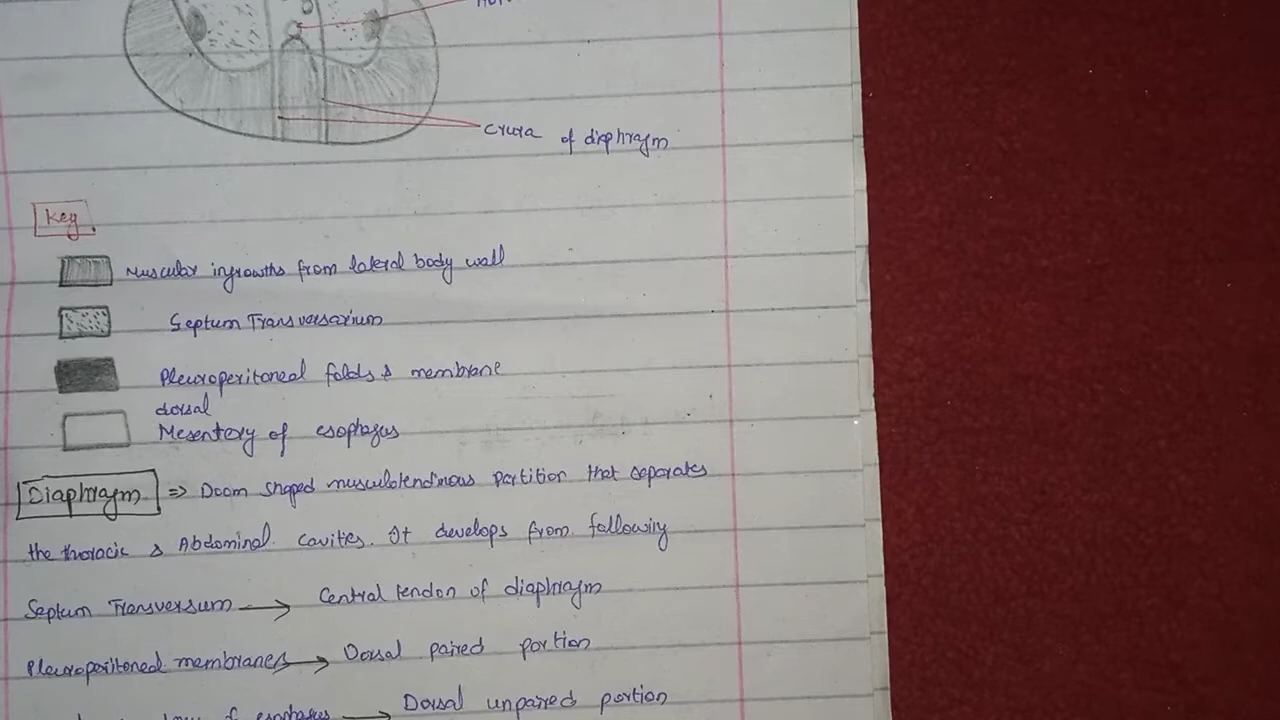 Crura of diaphragm
Key
Muscular ingrowths from lateral body wall
Septum Transversarium
Pleuroperitoneal folds & membrane
dorsal
Mesentery of esophagus
Diaphragm => Doom shaped musculotendinous partition that separates
the thoracic & Abdominal cavities. It develops from following
Septum Transversum → Central tendon of diaphragm
Pleuroperitoneal membranes → Dorsal paired portion
of esophagus → Dorsal unpaired portion